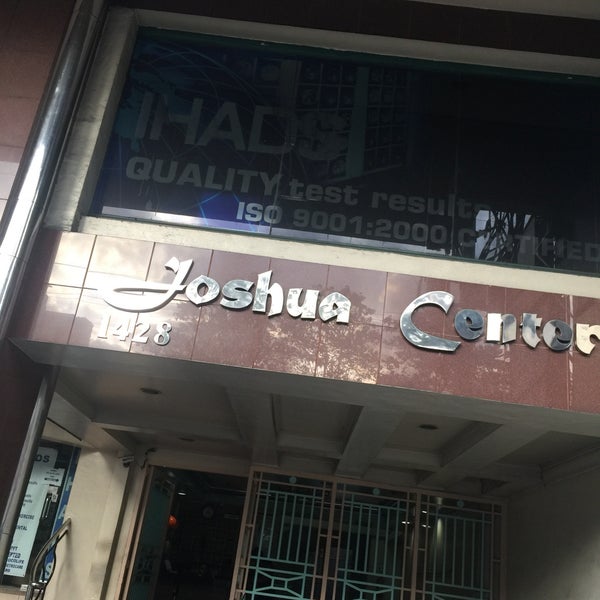 IHADS
QUALITY test results
ISO 9001:2000 CERTIFIED
Joshua Center
1428